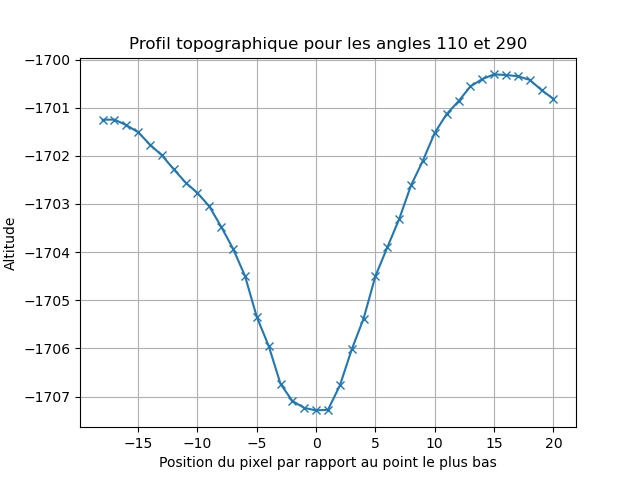 Profil topographique pour les angles 110 et 290
−1700
−1701
−1702
−1703
−1704
−1705
−1706
−1707
Altitude
−15 −10 −5 0 5 10 15 20
Position du pixel par rapport au point le plus bas